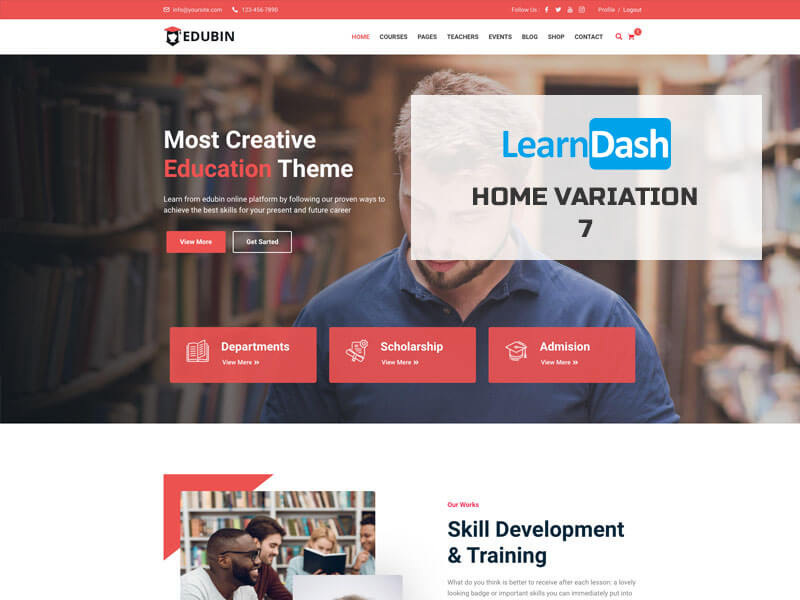 info@yoursite.com
123-456-7890
Follow Us :
Profile / Logout
EDUBIN
HOME
COURSES
PAGES
TEACHERS
EVENTS
BLOG
SHOP
CONTACT
Most Creative
Education Theme
Learn from edubin online platform by following our proven ways to
achieve the best skills for your present and future career
View More
Get Sarted
LearnDash
HOME VARIATION
7
Departments
View More »
Scholarship
View More »
Admision
View More »
Our Works
Skill Development
& Training
What do you think is better to receive after each lesson: a lovely
looking badge or important skills you can immediately put into